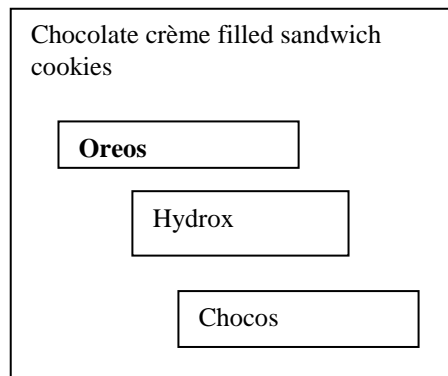 Chocolate crème filled sandwich
cookies
Oreos
Hydrox
Chocos